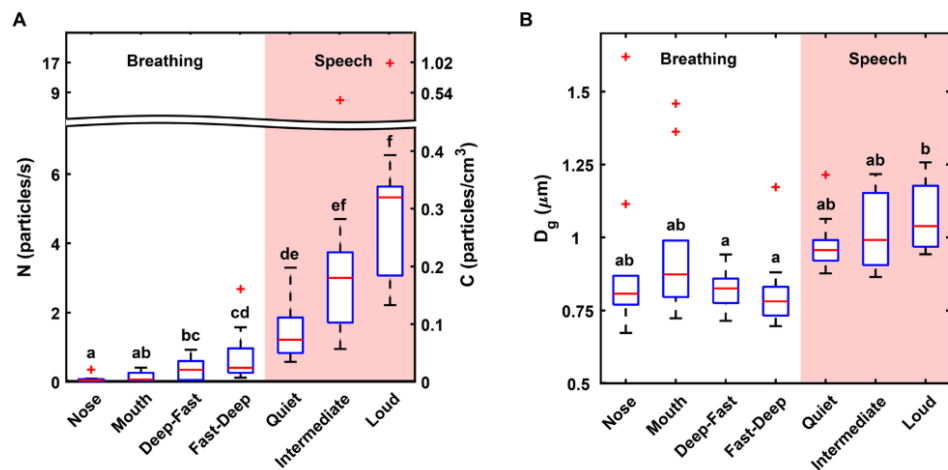 A
Breathing
Speech
N (particles/s)
17
9
6
4
2
0
C (particles/cm³)
1.02
0.54
0.4
0.3
0.2
0.1
0
a
ab
bc
cd
de
ef
f
Nose
Mouth
Deep-Fast
Fast-Deep
Quiet
Intermediate
Loud
B
Breathing
Speech
D_g (μm)
1.5
1.25
1
0.75
0.5
ab
ab
a
a
ab
ab
b
Nose
Mouth
Deep-Fast
Fast-Deep
Quiet
Intermediate
Loud